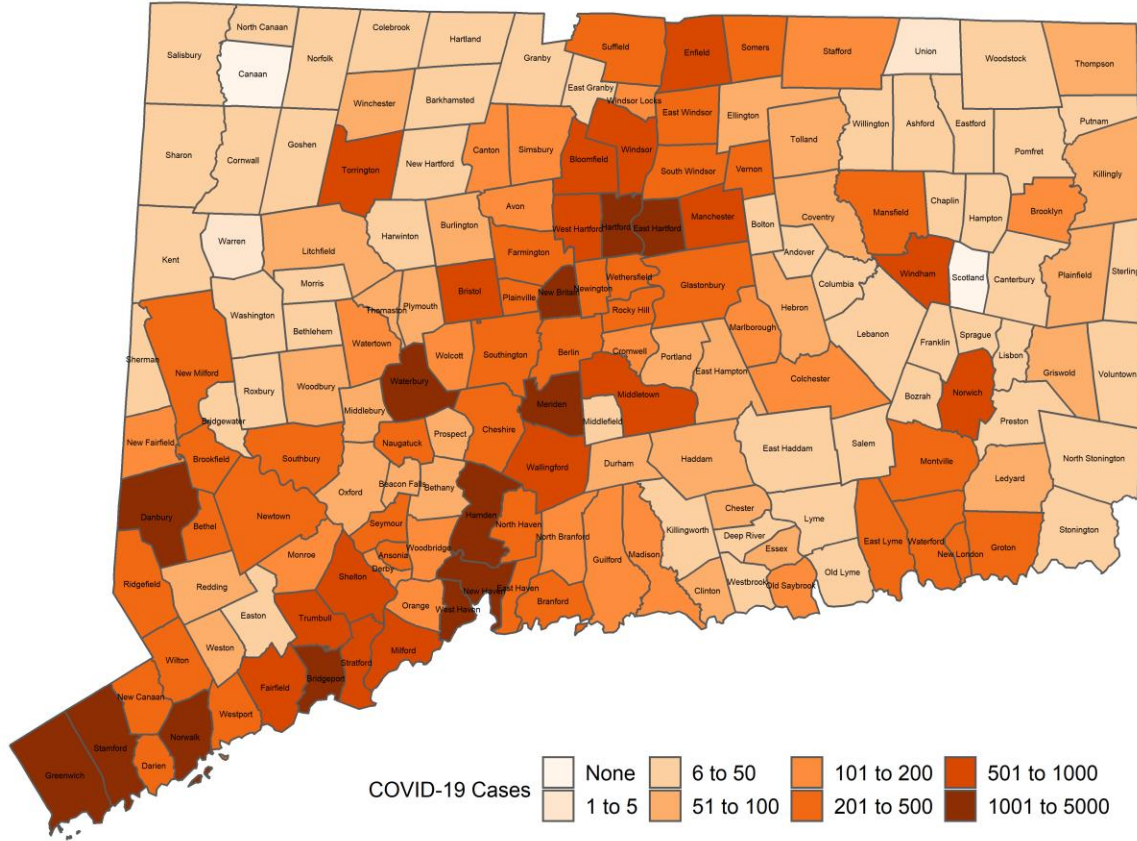 North Canaan
Colebrook
Hartland
Salisbury
Norfolk
Canaan
Granby
Suffield
Enfield
Somers
Stafford
Union
Woodstock
Thompson
East Granby
Windsor Locks
Winchester
Barkhamsted
East Windsor
Ellington
Willington
Ashford
Eastford
Putnam
Sharon
Cornwall
Goshen
Torrington
New Hartford
Canton
Simsbury
Bloomfield
Windsor
Tolland
Pomfret
South Windsor
Vernon
Killingly
Avon
Mansfield
Chaplin
Hampton
Brooklyn
Burlington
West Hartford
Hartford
East Hartford
Manchester
Bolton
Coventry
Kent
Warren
Litchfield
Harwinton
Farmington
Andover
Windham
Scotland
Canterbury
Plainfield
Sterling
Morris
Bristol
Plainville
New Britain
Newington
Wethersfield
Glastonbury
Columbia
Washington
Bethlehem
Thomaston
Plymouth
Rocky Hill
Hebron
Lebanon
Franklin
Sprague
Lisbon
Watertown
Wolcott
Southington
Berlin
Cromwell
Portland
Marlborough
Sherman
New Milford
Roxbury
Woodbury
Waterbury
East Hampton
Colchester
Griswold
Voluntown
Middlebury
Meriden
Middlefield
Middletown
Bozrah
Norwich
Preston
Bridgewater
Naugatuck
Prospect
Cheshire
New Fairfield
Brookfield
Southbury
Wallingford
Durham
Haddam
East Haddam
Salem
Montville
North Stonington
Oxford
Beacon Falls
Bethany
Ledyard
Danbury
Bethel
Newtown
Seymour
Woodbridge
Hamden
North Haven
North Branford
Guilford
Madison
Killingworth
Chester
Deep River
Essex
Lyme
East Lyme
Waterford
New London
Groton
Stonington
Monroe
Ansonia
Derby
Ridgefield
Redding
Shelton
Orange
New Haven
West Haven
East Haven
Branford
Clinton
Westbrook
Old Saybrook
Old Lyme
Easton
Trumbull
Weston
Wilton
Stratford
Milford
Fairfield
Bridgeport
New Canaan
Westport
Norwalk
Stamford
Greenwich
Darien
COVID-19 Cases
None
6 to 50
101 to 200
501 to 1000
1 to 5
51 to 100
201 to 500
1001 to 5000